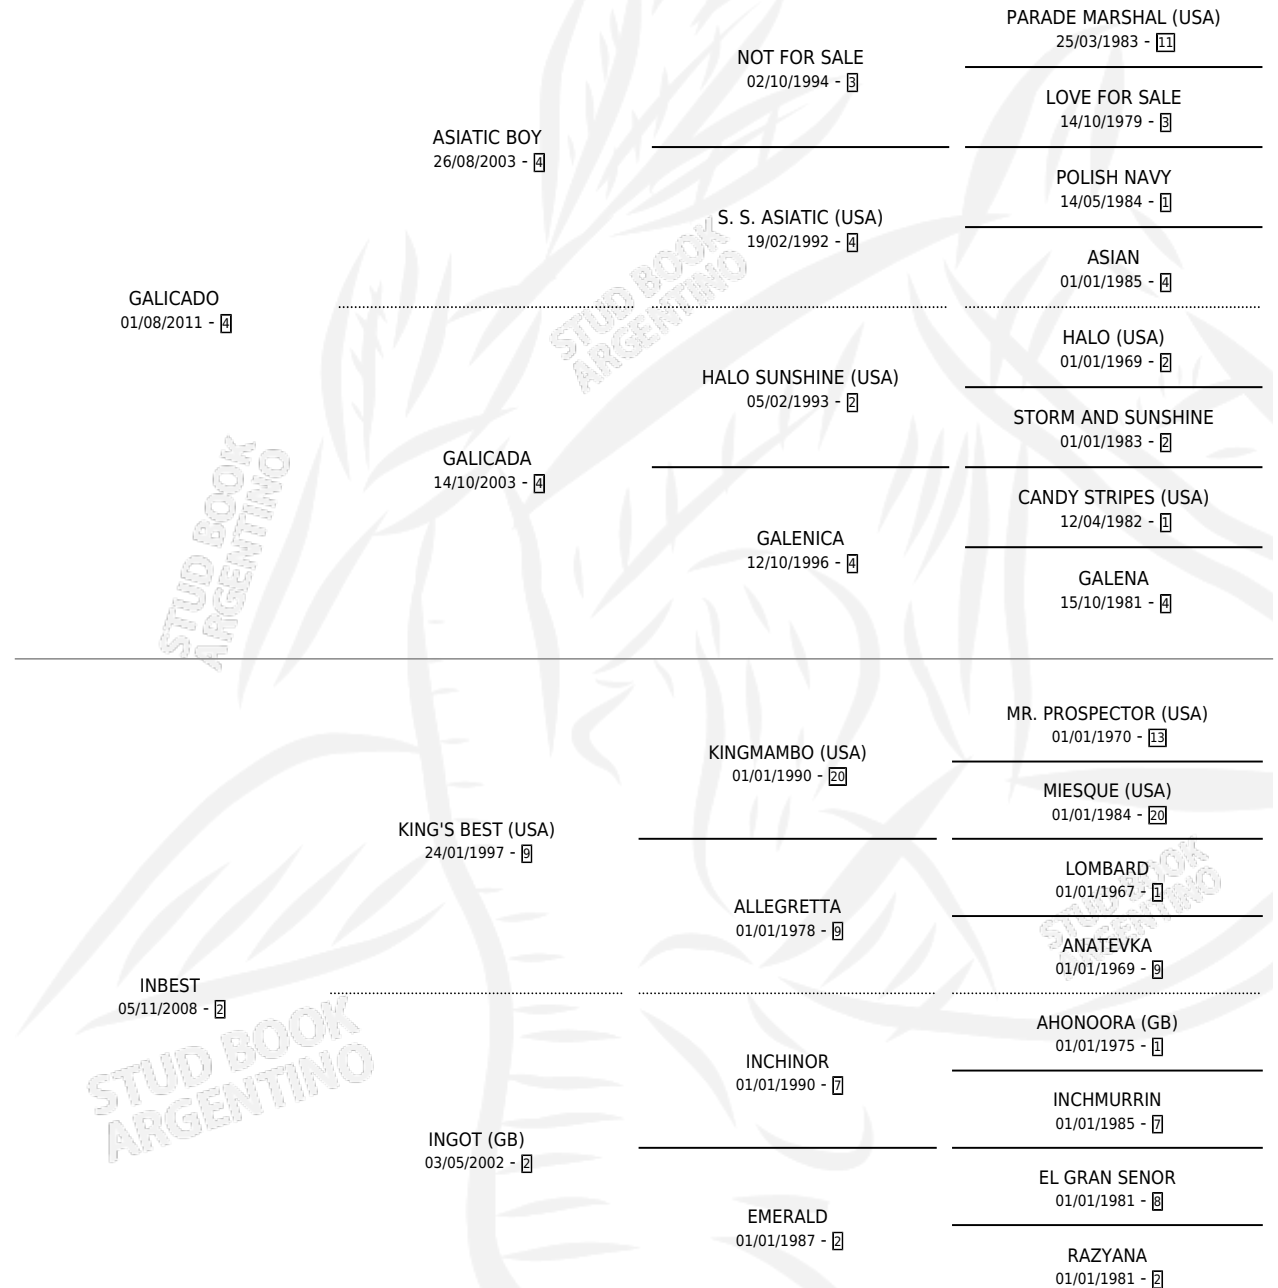 PARADE MARSHAL (USA)
25/03/1983 - 11
NOT FOR SALE
02/10/1994 - 3
LOVE FOR SALE
14/10/1979 - 3
ASIATIC BOY
26/08/2003 - 4
POLISH NAVY
14/05/1984 - 1
S. S. ASIATIC (USA)
19/02/1992 - 4
ASIAN
01/01/1985 - 4
GALICADO
01/08/2011 - 4
STUD BOOK
ARGENTINO
HALO (USA)
01/01/1969 - 2
HALO SUNSHINE (USA)
05/02/1993 - 2
STORM AND SUNSHINE
01/01/1983 - 2
GALICADA
14/10/2003 - 4
CANDY STRIPES (USA)
12/04/1982 - 1
GALENICA
12/10/1996 - 4
GALENA
15/10/1981 - 4
STUD BOOK
ARGENTINO
MR. PROSPECTOR (USA)
01/01/1970 - 13
KINGMAMBO (USA)
01/01/1990 - 20
MIESQUE (USA)
01/01/1984 - 20
KING'S BEST (USA)
24/01/1997 - 9
LOMBARD
01/01/1967 - 1
ALLEGRETTA
01/01/1978 - 9
STUD BOOK
ARGENTINO
ANATEVKA
01/01/1969 - 9
INBEST
05/11/2008 - 2
STUD BOOK
ARGENTINO
AHONOORA (GB)
01/01/1975 - 1
INCHINOR
01/01/1990 - 7
INCHMURRIN
01/01/1985 - 7
INGOT (GB)
03/05/2002 - 2
EL GRAN SENOR
01/01/1981 - 8
EMERALD
01/01/1987 - 2
RAZYANA
01/01/1981 - 2